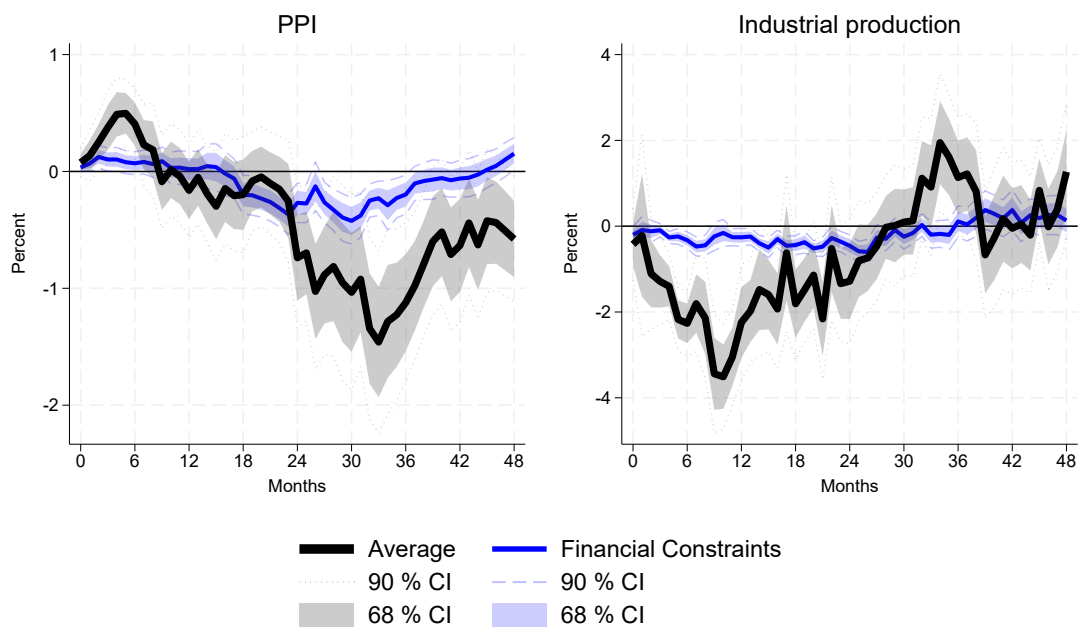 PPI
Industrial production
1
0
-1
-2
Percent
0 6 12 18 24 30 36 42 48
Months
4
2
0
-2
-4
Percent
0 6 12 18 24 30 36 42 48
Months
Average Financial Constraints
90 % CI 90 % CI
68 % CI 68 % CI